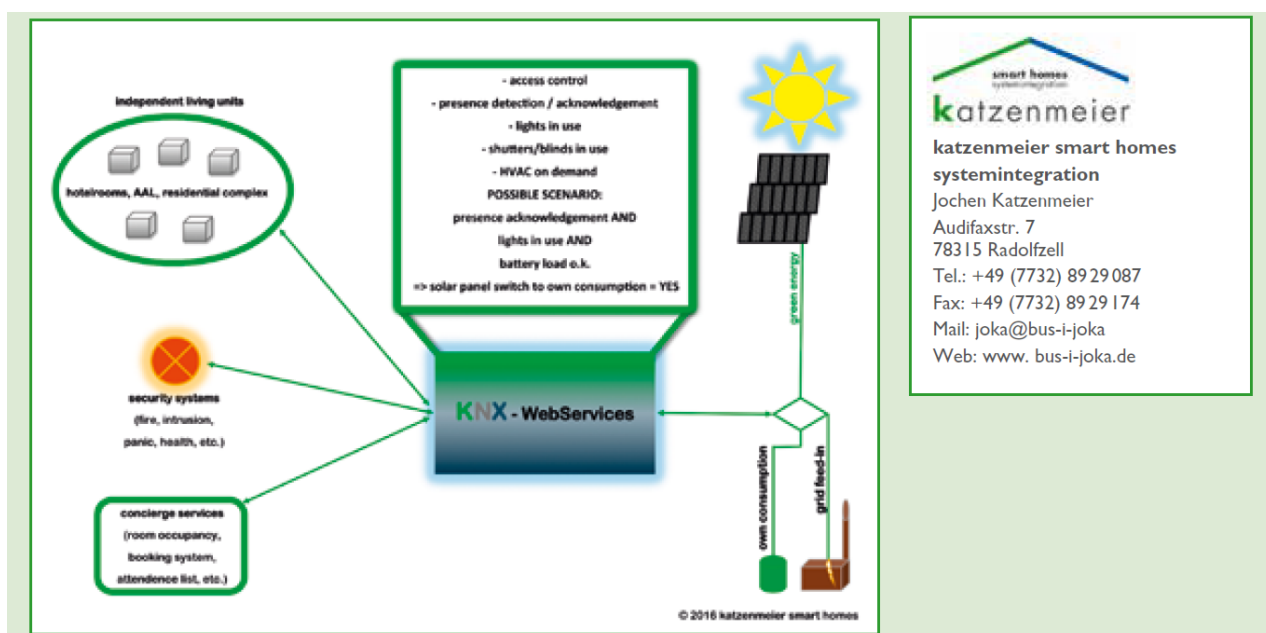 independent living units
hotelrooms, AAL, residential complex
security systems
(fire, intrusion,
panic, health, etc.)
concierge services
(room occupancy,
booking system,
attendence list, etc.)
- access control
- presence detection / acknowledgement
- lights in use
- shutters/blinds in use
- HVAC on demand
POSSIBLE SCENARIO:
presence acknowledgement AND
lights in use AND
battery load o.k.
=> solar panel switch to own consumption = YES
KNX - WebServices
green energy
own consumption
grid feed-in
© 2016 katzenmeier smart homes
smart homes
systemintegration
katzenmeier
katzenmeier smart homes
systemintegration
Jochen Katzenmeier
Audifaxstr. 7
78315 Radolfzell
Tel.: +49 (7732) 89 29 087
Fax: +49 (7732) 89 29 174
Mail: joka@bus-i-joka
Web: www. bus-i-joka.de